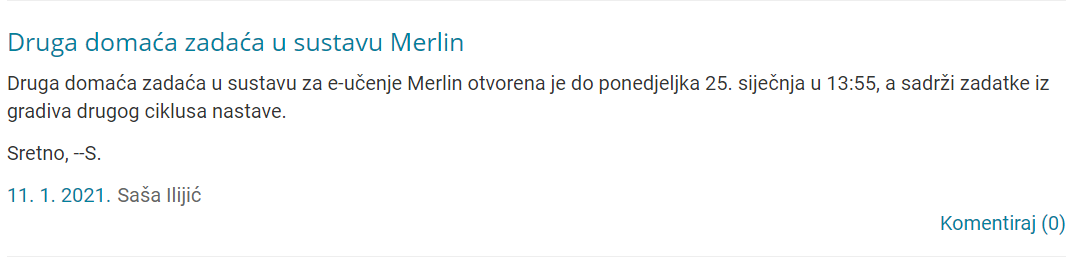 Druga domaća zadaća u sustavu Merlin
Druga domaća zadaća u sustavu za e-učenje Merlin otvorena je do ponedjeljka 25. siječnja u 13:55, a sadrži zadatke iz
gradiva drugog ciklusa nastave.
Sretno, --S.
11. 1. 2021. Saša Ilijić
Komentiraj (0)